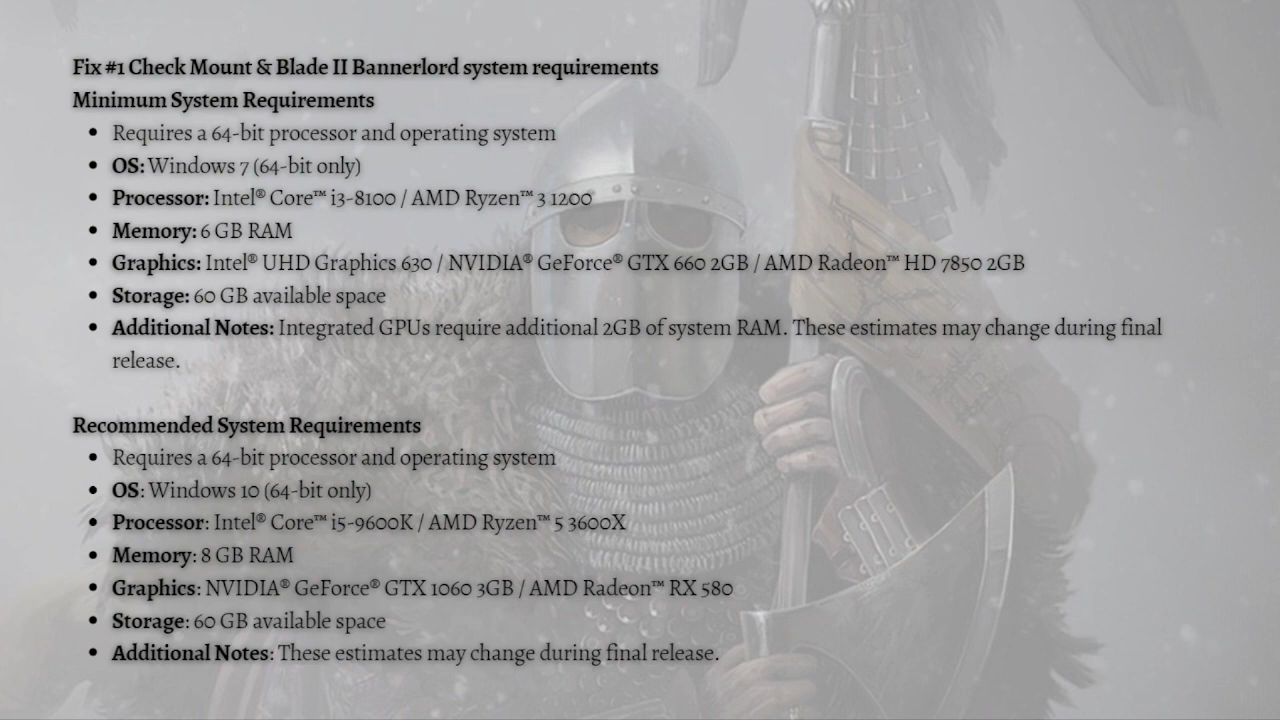 Fix #1 Check Mount & Blade II Bannerlord system requirements
Minimum System Requirements
• Requires a 64-bit processor and operating system
• OS: Windows 7 (64-bit only)
• Processor: Intel® Core™ i3-8100 / AMD Ryzen™ 3 1200
• Memory: 6 GB RAM
• Graphics: Intel® UHD Graphics 630 / NVIDIA® GeForce® GTX 660 2GB / AMD Radeon™ HD 7850 2GB
• Storage: 60 GB available space
• Additional Notes: Integrated GPUs require additional 2GB of system RAM. These estimates may change during final
release.
Recommended System Requirements
• Requires a 64-bit processor and operating system
• OS: Windows 10 (64-bit only)
• Processor: Intel® Core™ i5-9600K / AMD Ryzen™ 5 3600X
• Memory: 8 GB RAM
• Graphics: NVIDIA® GeForce® GTX 1060 3GB / AMD Radeon™ RX 580
• Storage: 60 GB available space
• Additional Notes: These estimates may change during final release.